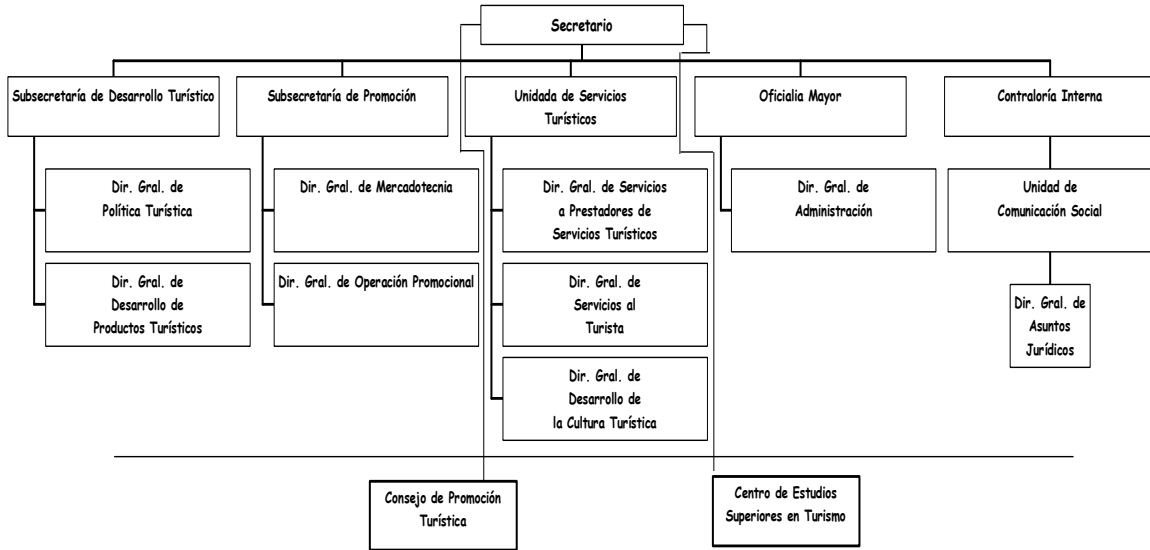 Secretario
Subsecretaría de Desarrollo Turístico
Subsecretaría de Promoción
Unidada de Servicios
Turísticos
Oficialia Mayor
Contraloría Interna
Dir. Gral. de
Política Turística
Dir. Gral. de Mercadotecnia
Dir. Gral. de Servicios
a Prestadores de
Servicios Turísticos
Dir. Gral. de
Administración
Unidad de
Comunicación Social
Dir. Gral. de
Desarrollo de
Productos Turísticos
Dir. Gral. de Operación Promocional
Dir. Gral. de
Servicios al
Turista
Dir. Gral. de
Asuntos
Jurídicos
Dir. Gral. de
Desarrollo de
la Cultura Turística
Consejo de Promoción
Turística
Centro de Estudios
Superiores en Turismo